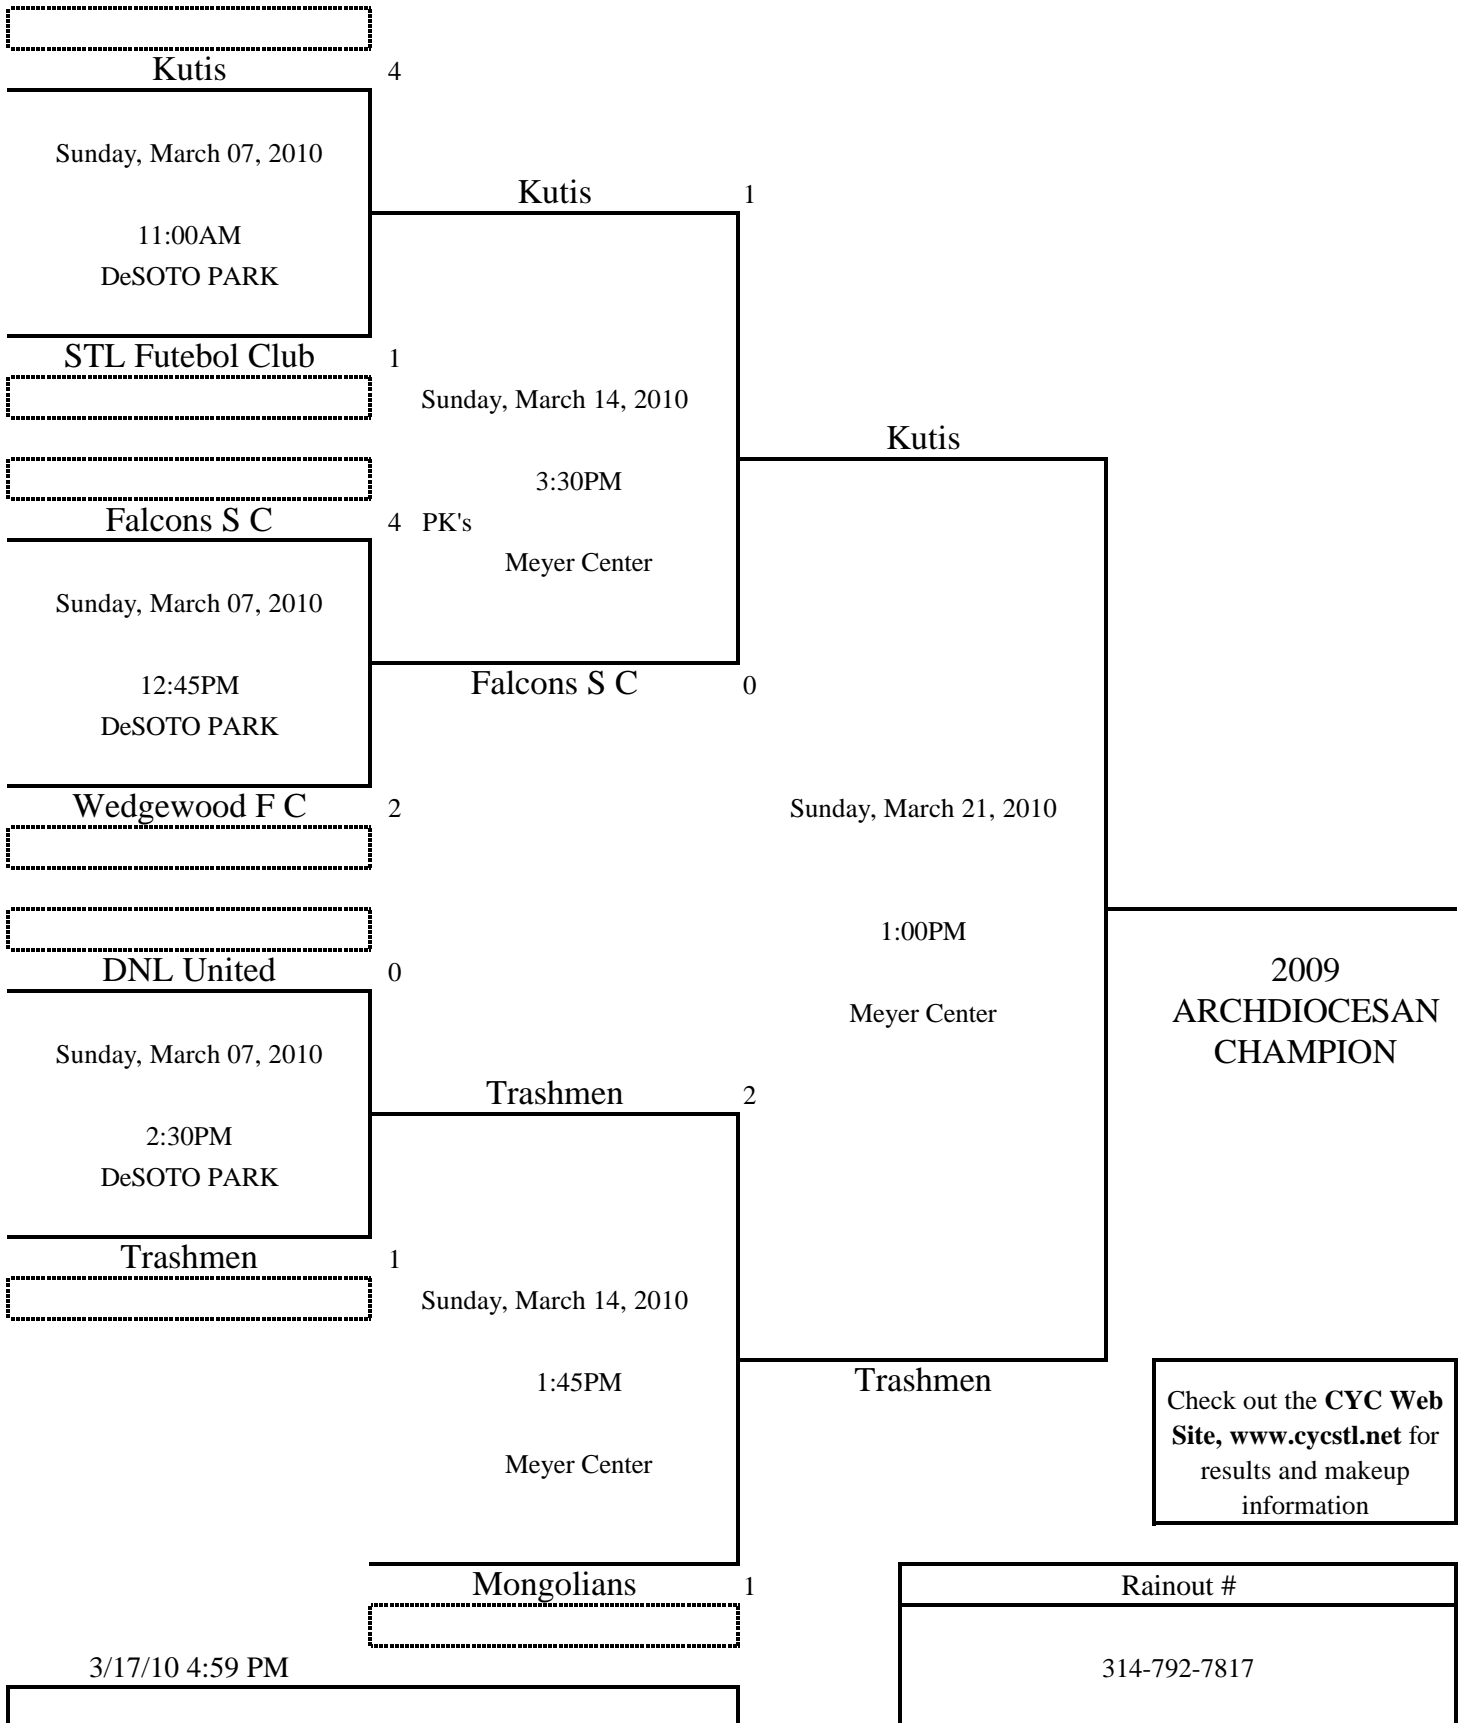 Kutis 4
Sunday, March 07, 2010
Kutis 1
11:00AM
DeSOTO PARK
STL Futebol Club 1
Sunday, March 14, 2010
Kutis
3:30PM
Falcons S C 4 PK's
Meyer Center
Sunday, March 07, 2010
12:45PM
Falcons S C 0
DeSOTO PARK
Wedgewood F C 2
Sunday, March 21, 2010
1:00PM
DNL United 0
2009
ARCHDIOCESAN
CHAMPION
Meyer Center
Sunday, March 07, 2010
Trashmen 2
2:30PM
DeSOTO PARK
Trashmen 1
Sunday, March 14, 2010
1:45PM
Trashmen
Check out the CYC Web
Site, www.cycstl.net for
results and makeup
information
Meyer Center
Mongolians 1
Rainout #
3/17/10 4:59 PM
314-792-7817